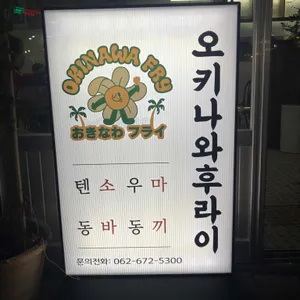 OKINAWA FRY
おきなわ フライ
오키나와후라이
텐 소 우 마
동 바 동 끼
문의전화: 062-672-5300